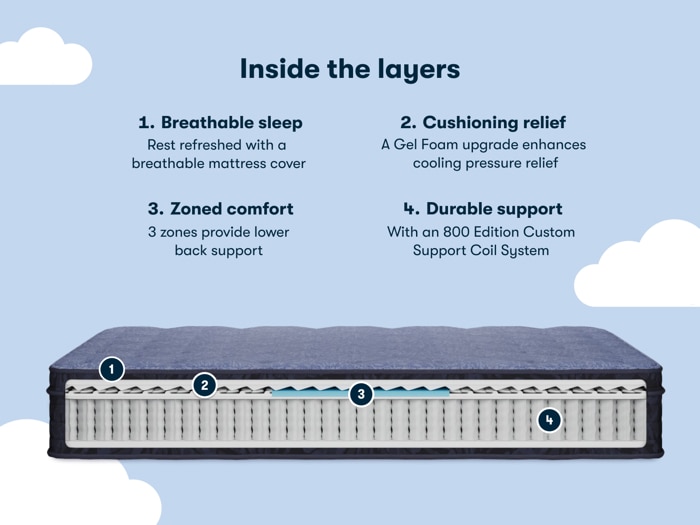 Inside the layers
1. Breathable sleep
Rest refreshed with a
breathable mattress cover
2. Cushioning relief
A Gel Foam upgrade enhances
cooling pressure relief
3. Zoned comfort
3 zones provide lower
back support
4. Durable support
With an 800 Edition Custom
Support Coil System
1
2
3
4